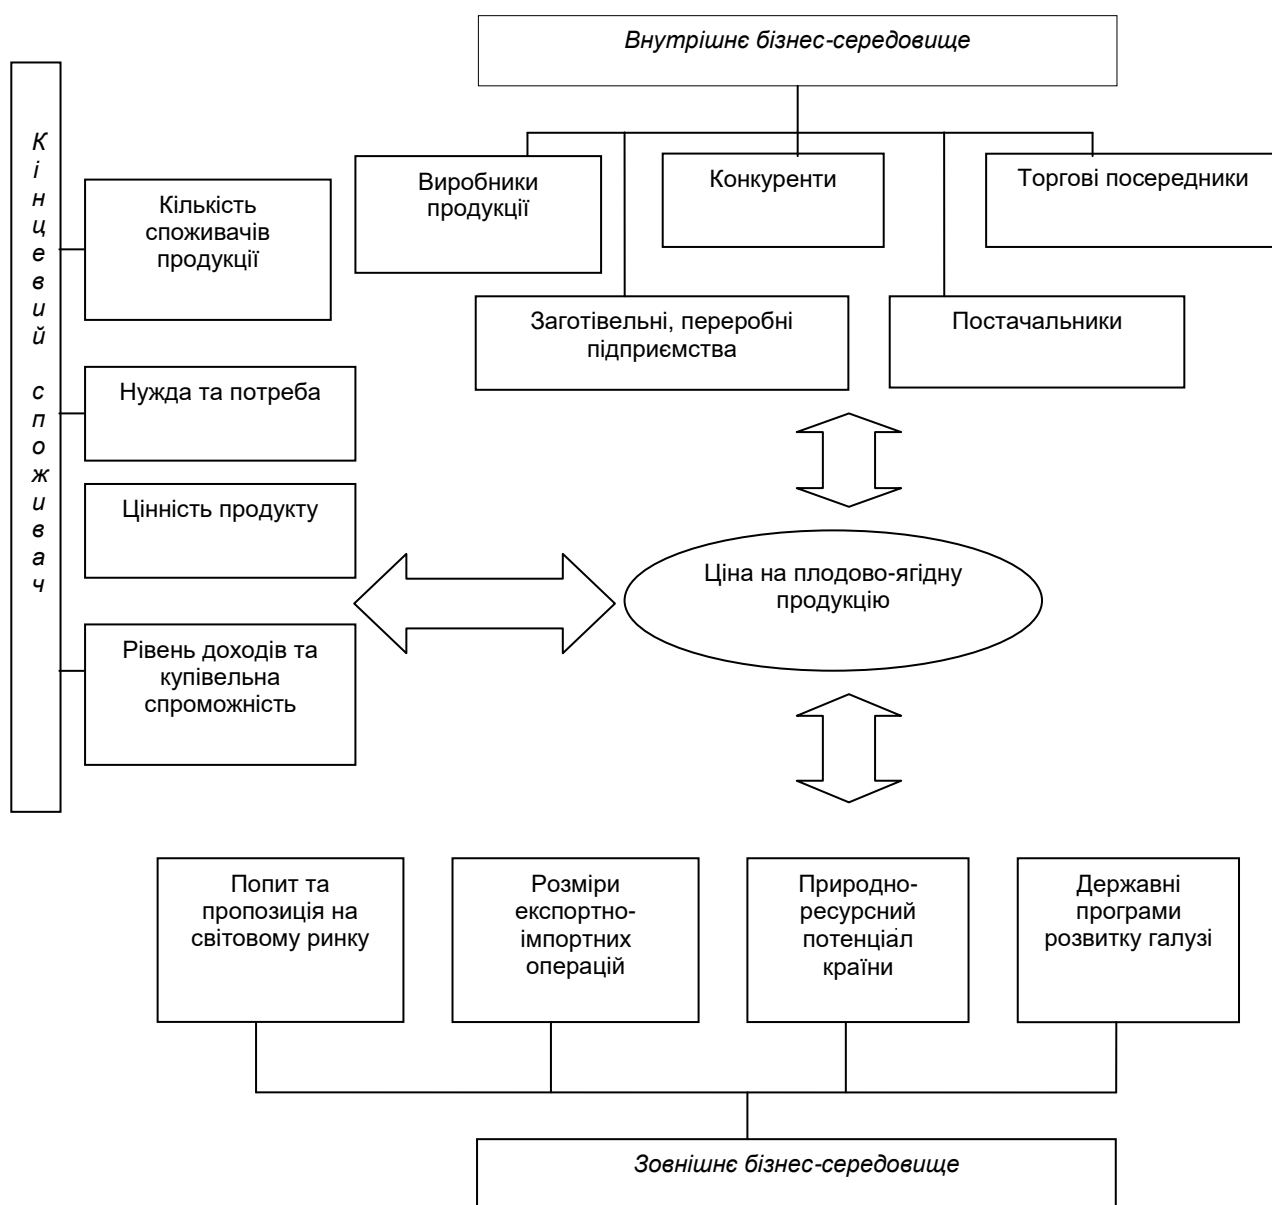 Внутрішнє бізнес-середовище
Кінцевий споживач
Виробники
продукції
Конкуренти
Торгові посередники
Кількість
споживачів
продукції
Заготівельні, переробні
підприємства
Постачальники
Нужда та потреба
Цінність продукту
Ціна на плодово-ягідну
продукцію
Рівень доходів та
купівельна
спроможність
Попит та
пропозиція на
світовому ринку
Розміри
експортно-
імпортних
операцій
Природно-
ресурсний
потенціал
країни
Державні
програми
розвитку галузі
Зовнішнє бізнес-середовище